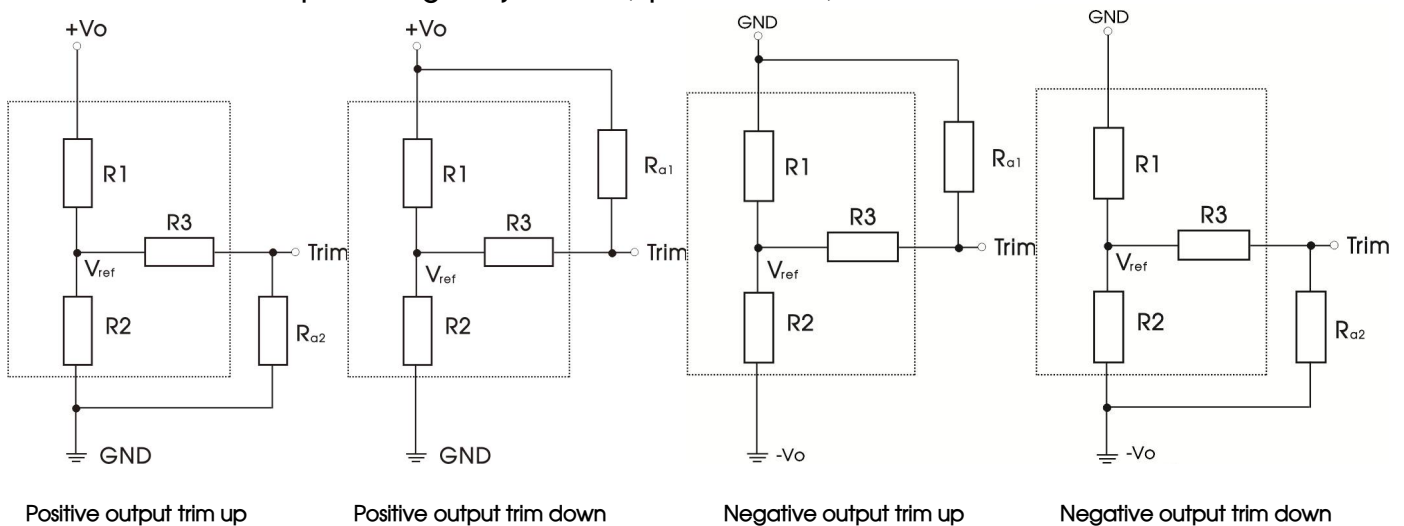 +Vo
R1
R3
Trim
Vref
R2
Ra2
GND
Positive output trim up
+Vo
R1
Ra1
R3
Trim
Vref
R2
GND
Positive output trim down
GND
R1
Ra1
R3
Trim
Vref
R2
-Vo
Negative output trim up
GND
R1
R3
Trim
Vref
R2
Ra2
-Vo
Negative output trim down